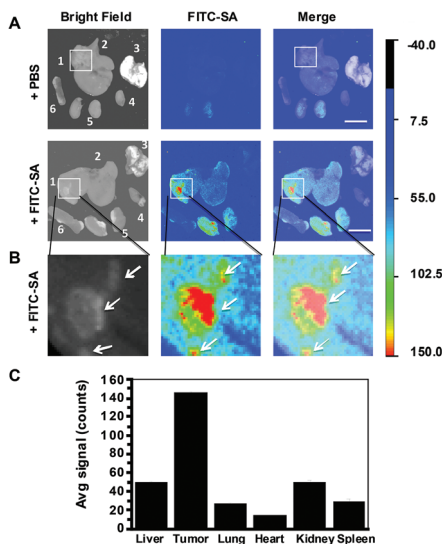 A
Bright Field FITC-SA Merge
+ PBS
1 2 3 4 5 6
+ FITC-SA
1 2 3 4 5 6
-40.0
7.5
55.0
102.5
150.0
B
+ FITC-SA
C
Avg signal (counts)
160
140
120
100
80
60
40
20
0
Liver Tumor Lung Heart Kidney Spleen